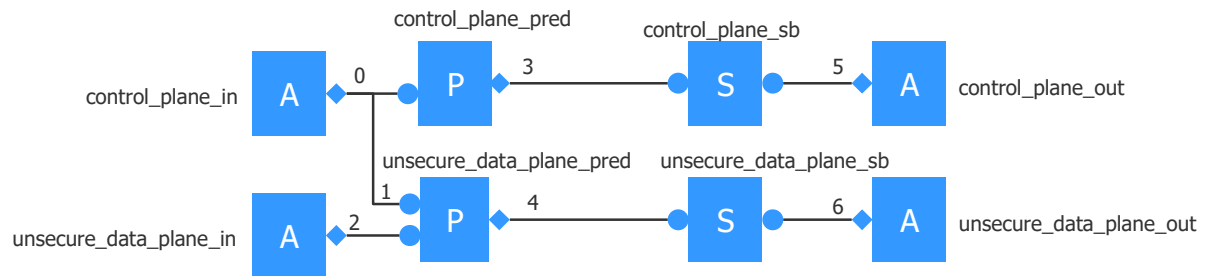 control_plane_pred
control_plane_sb
control_plane_in
A
0
P
3
S
5
A
control_plane_out
unsecure_data_plane_pred
unsecure_data_plane_sb
1
unsecure_data_plane_in
A
2
P
4
S
6
A
unsecure_data_plane_out